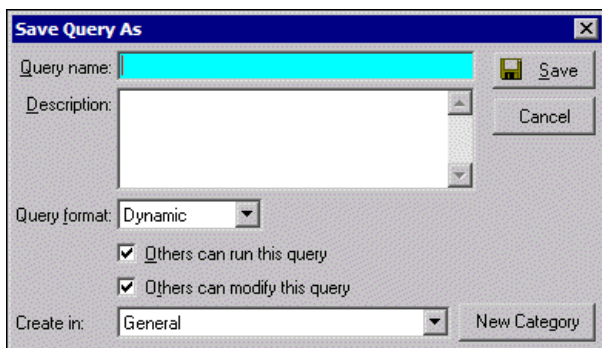 Save Query As
Query name:
Save
Description:
Cancel
Query format: Dynamic
Others can run this query
Others can modify this query
Create in: General New Category